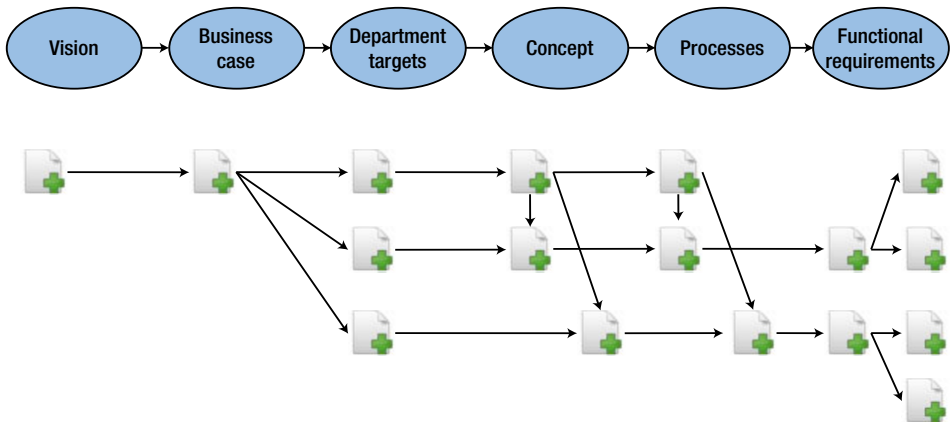 Vision
Business
case
Department
targets
Concept
Processes
Functional
requirements